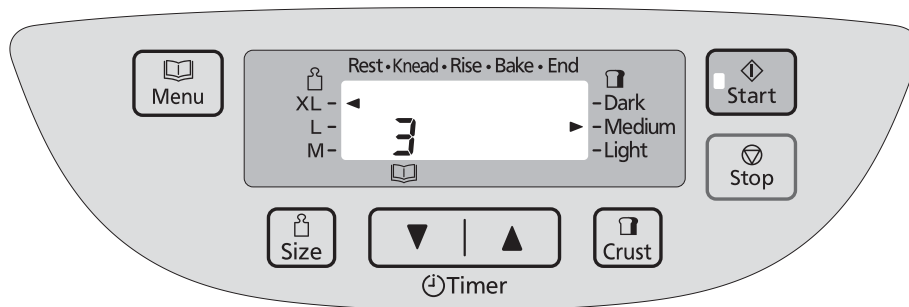 Menu
Rest • Knead • Rise • Bake • End
XL
L
M
3
Dark
Medium
Light
Start
Stop
Size
Timer
Crust